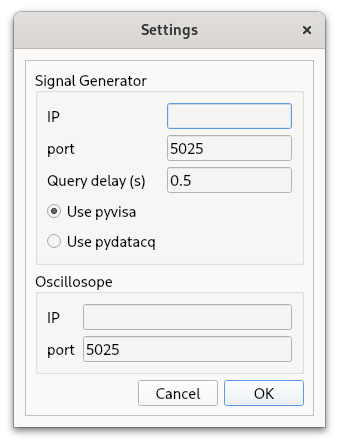 Settings
Signal Generator
IP
port 5025
Query delay (s) 0.5
Use pyvisa
Use pydatacq
Oscillosope
IP
port 5025
Cancel OK